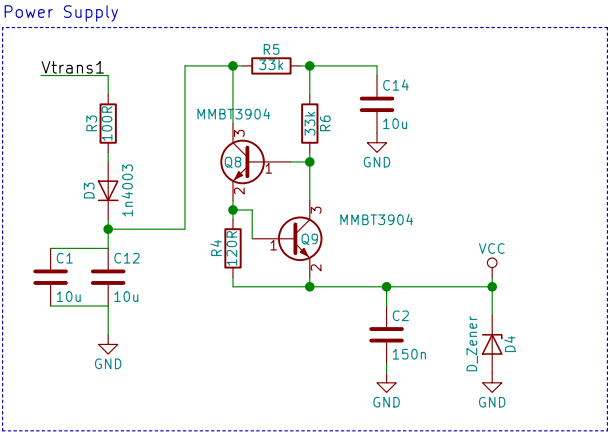 Power Supply
Vtrans1
R3
100R
D3
1n4003
C1
10u
C12
10u
GND
R5
33k
R6
33k
C14
10u
GND
MMBT3904
Q8
3
1
2
MMBT3904
Q9
3
1
2
R4
120R
C2
150n
GND
VCC
D_Zener
D4
GND